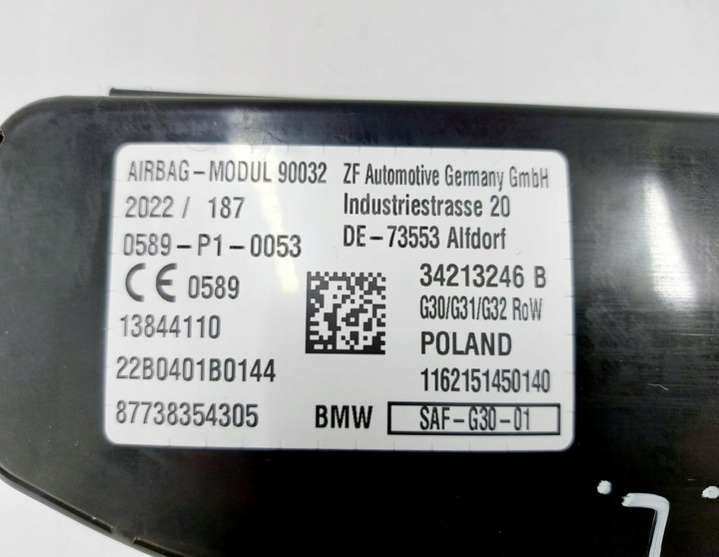 AIRBAG-MODUL 90032
2022/ 187
0589-P1-0053
CE 0589
13844110
22B0401B0144
87738354305
ZF Automotive Germany GmbH
Industriestrasse 20
DE-73553 Alfdorf
34213246 B
G30/G31/G32 RoW
POLAND
1162151450140
BMW SAF-G30-01